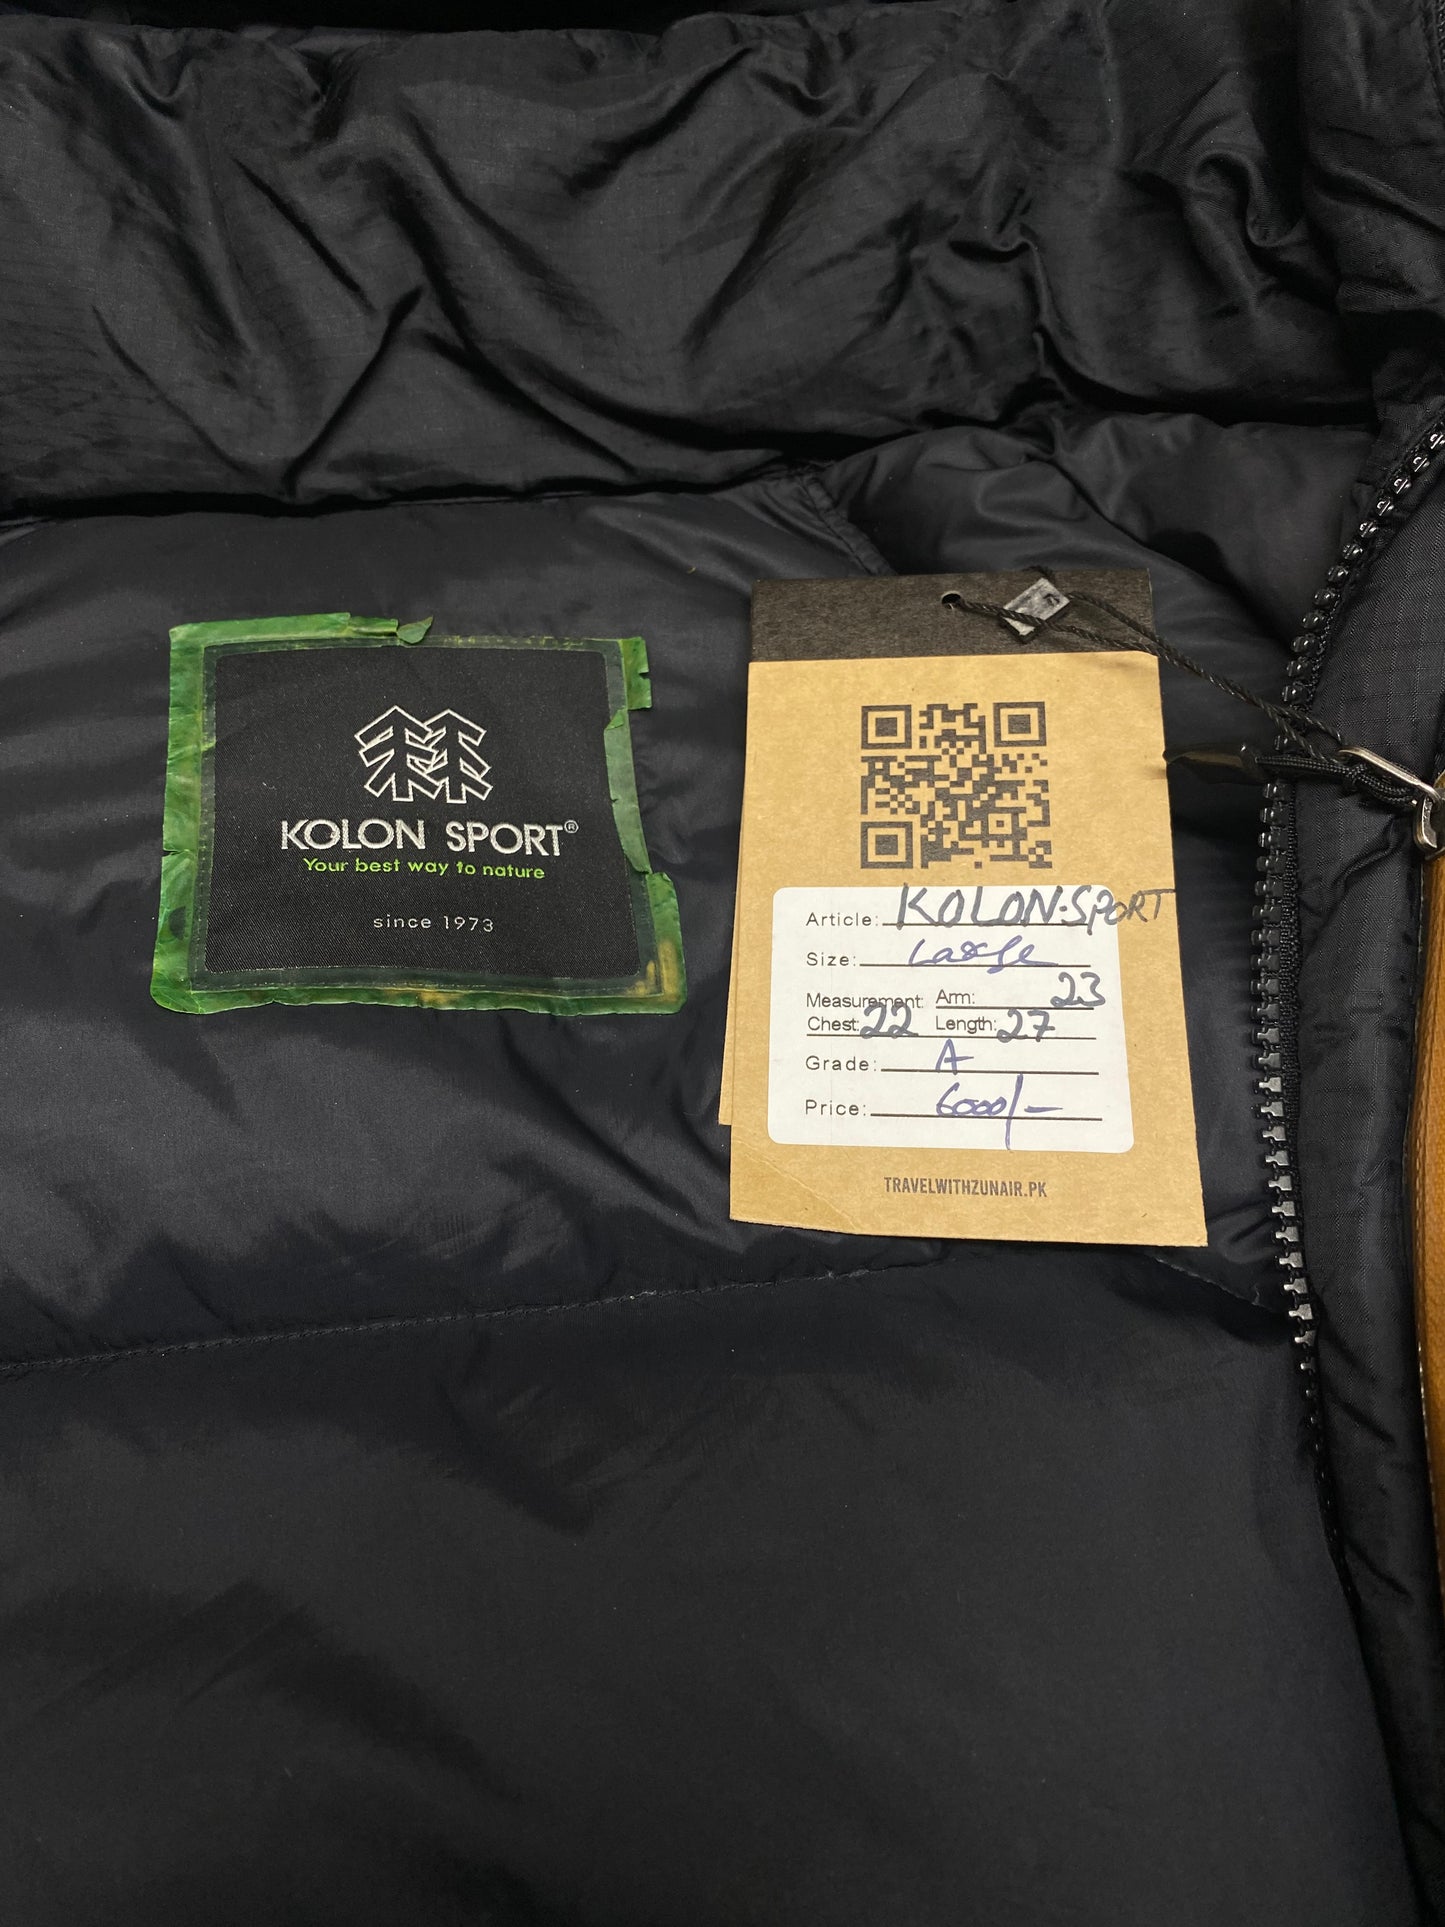 KOLON SPORT®
Your best way to nature
since 1973
Article: KOLON-SPORT
Size: Large
Measurement: Arm: 23
Chest: 22 Length: 27
Grade: A
Price: 6000/-
TRAVELWITHZUNAIR.PK